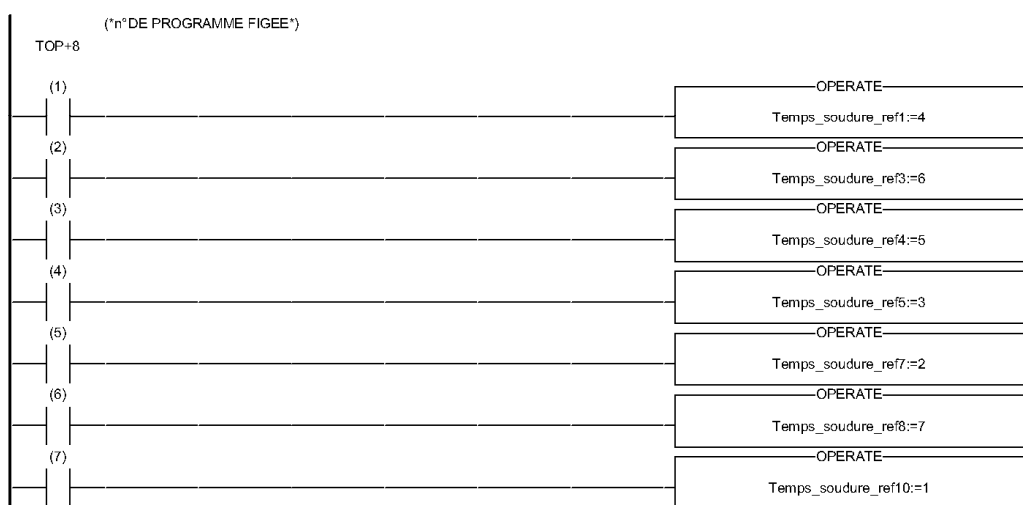 (*n°DE PROGRAMME FIGEE*)
TOP+8
(1)
OPERATE
Temps_soudure_ref1:=4
(2)
OPERATE
Temps_soudure_ref3:=6
(3)
OPERATE
Temps_soudure_ref4:=5
(4)
OPERATE
Temps_soudure_ref5:=3
(5)
OPERATE
Temps_soudure_ref7:=2
(6)
OPERATE
Temps_soudure_ref8:=7
(7)
OPERATE
Temps_soudure_ref10:=1